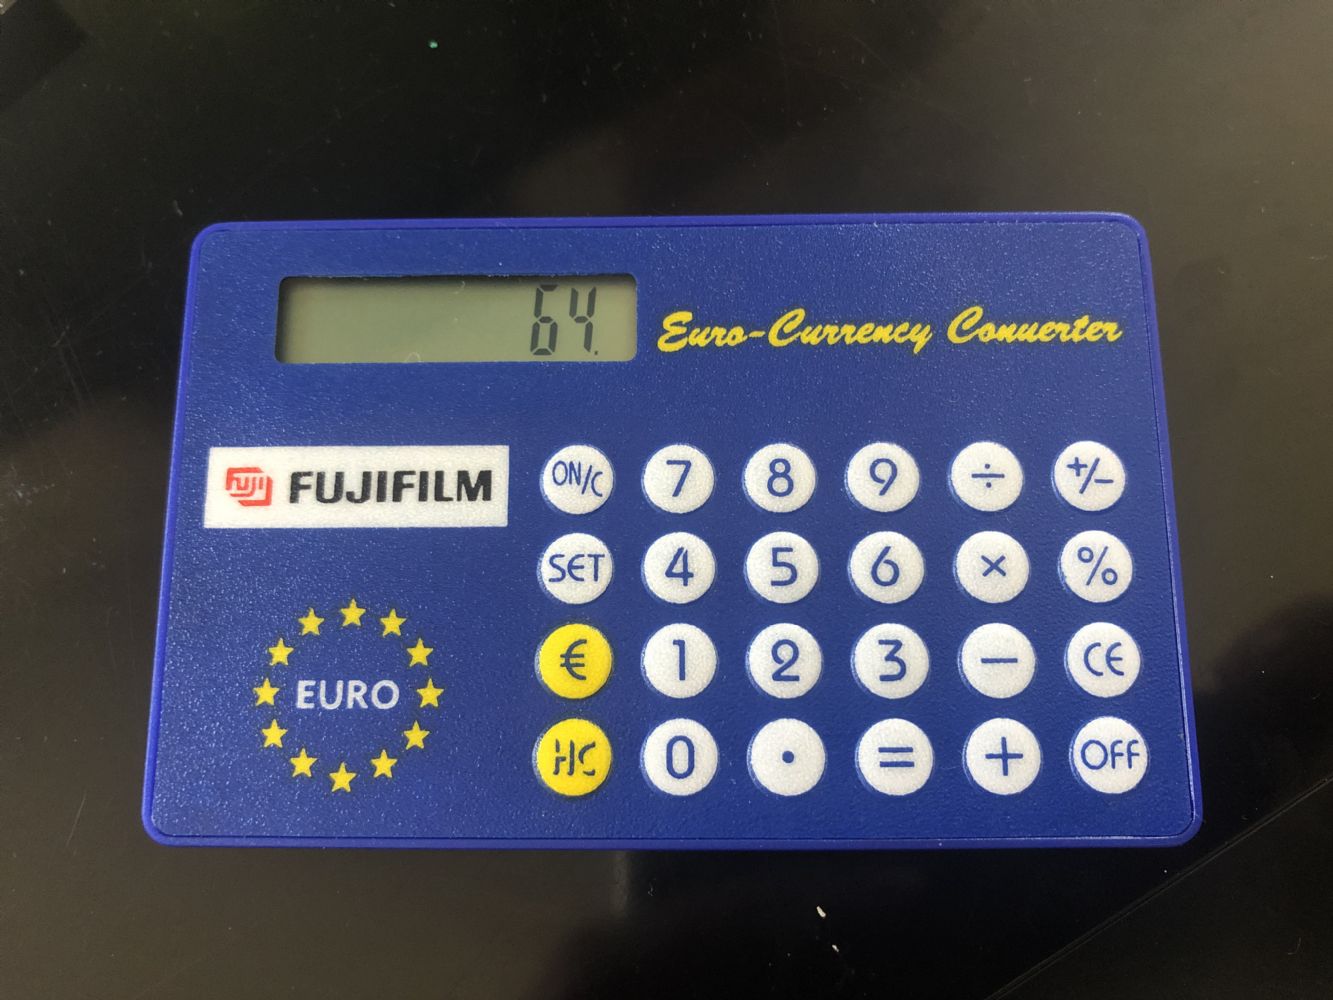 64.
Euro-Currency Converter
FUJI FUJIFILM
ON/C 7 8 9 ÷ +/-
SET 4 5 6 × %
€ 1 2 3 - CE
HC 0 . = + OFF
EURO